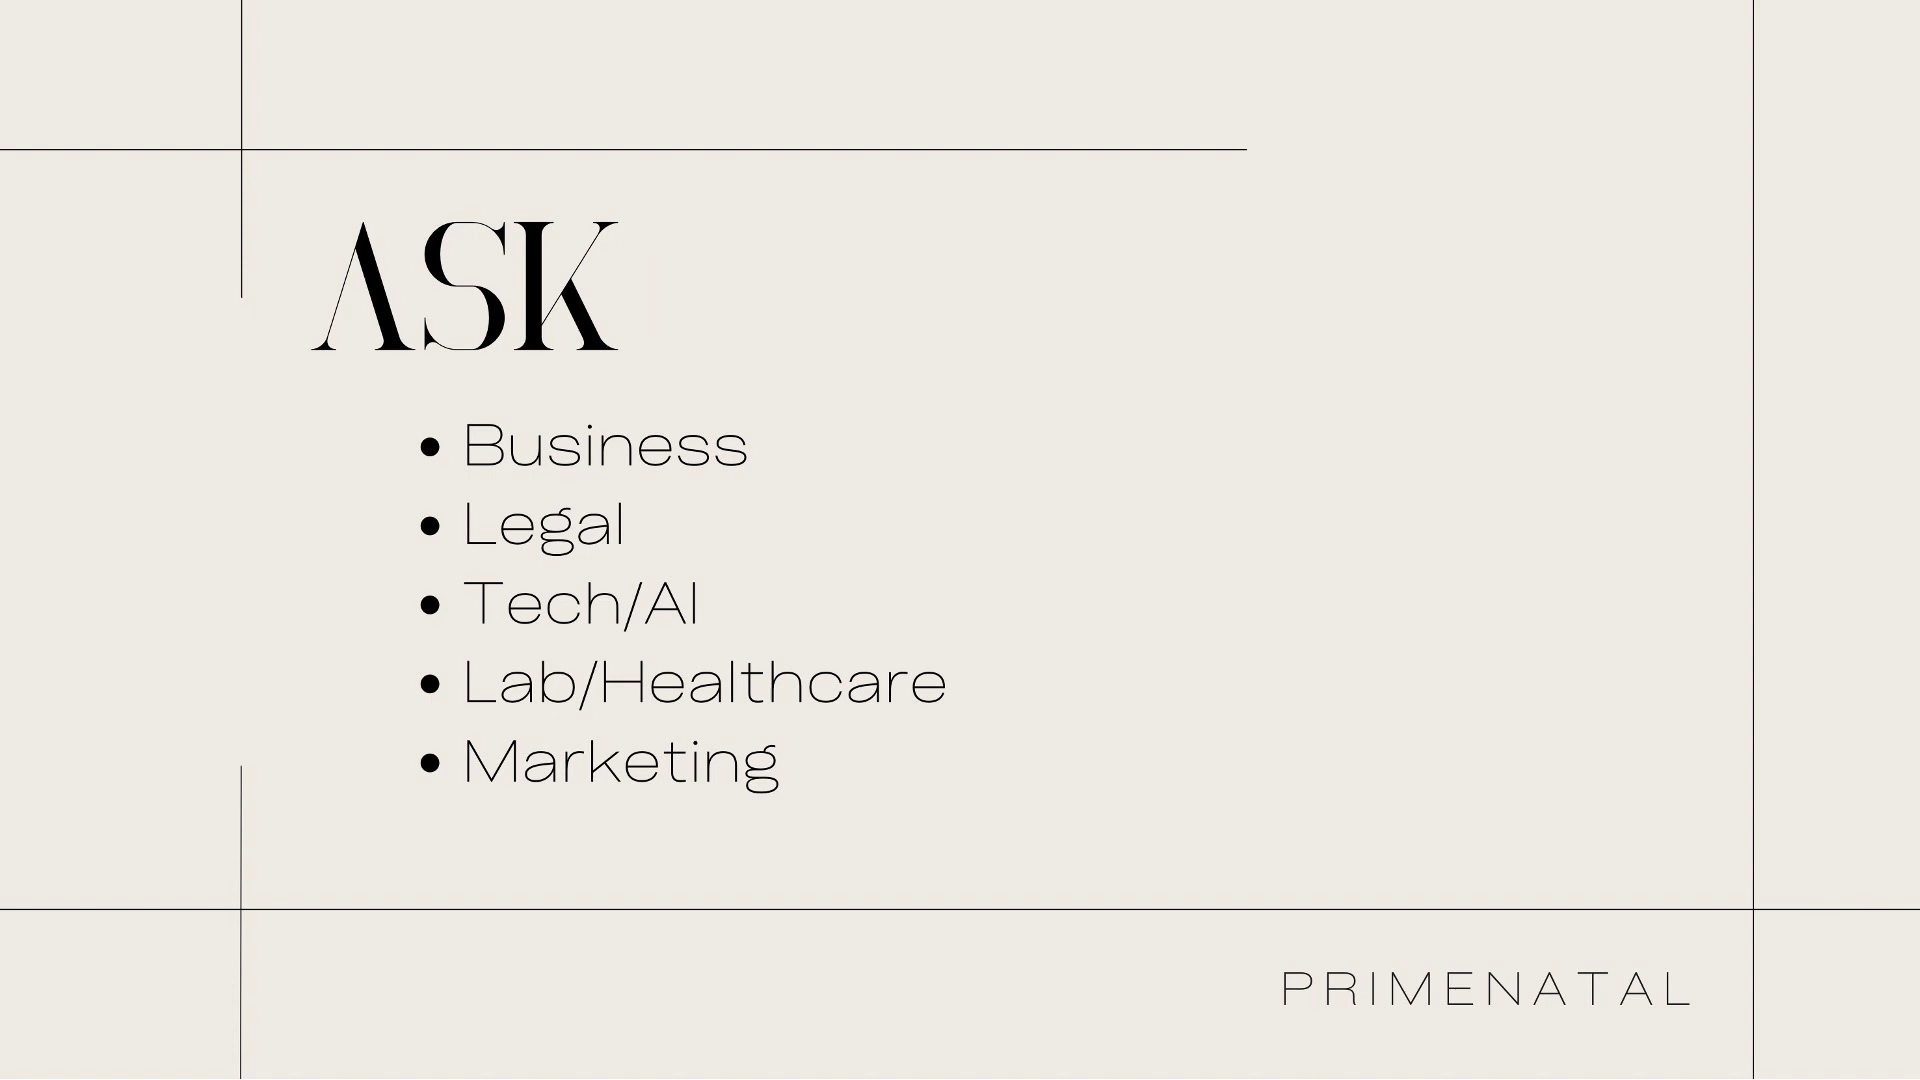 ASK
• Business
• Legal
• Tech/AI
• Lab/Healthcare
• Marketing
PRIMENATAL